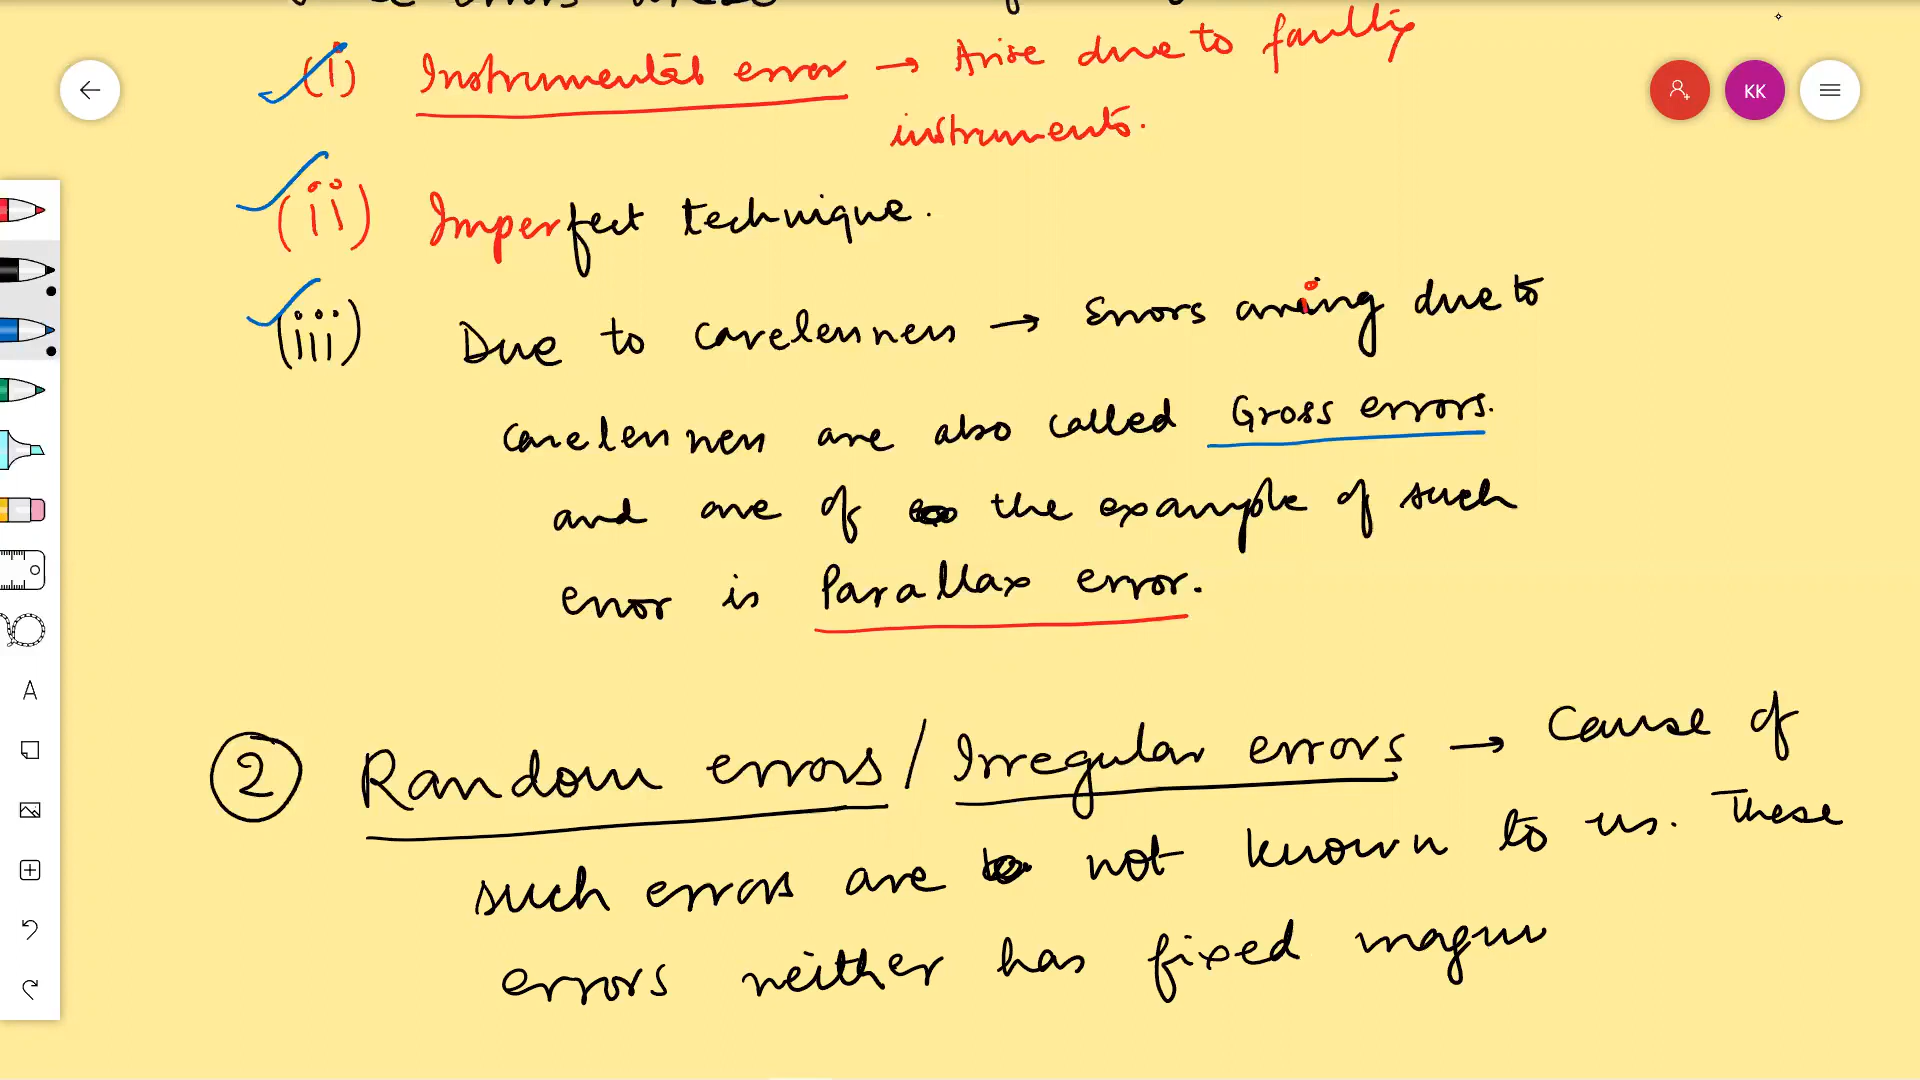 (i) Instrumental error → Arise due to faulty
instruments.
(ii) Imperfect technique.
(iii) Due to carelessness → Errors arising due to
carelessness are also called Gross errors.
and one of the example of such
error is Parallax error.
② Random errors / Irregular errors → Cause of
such errors are not known to us. These
errors neither has fixed magni
KK
A